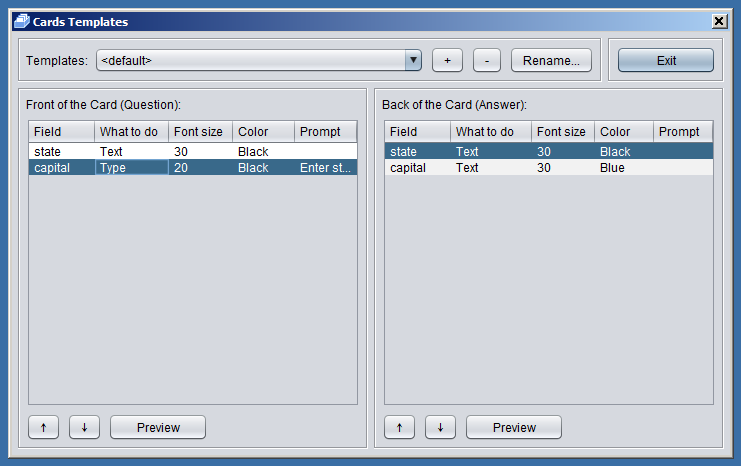 Cards Templates
Templates: <default> + - Rename... Exit
Front of the Card (Question):
Field What to do Font size Color Prompt
state Text 30 Black
capital Type 20 Black Enter st...
↑ ↓ Preview
Back of the Card (Answer):
Field What to do Font size Color Prompt
state Text 30 Black
capital Text 30 Blue
↑ ↓ Preview